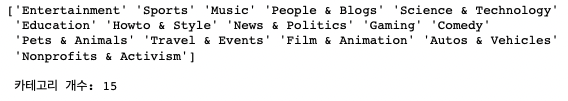 ['Entertainment' 'Sports' 'Music' 'People & Blogs' 'Science & Technology'
'Education' 'Howto & Style' 'News & Politics' 'Gaming' 'Comedy'
'Pets & Animals' 'Travel & Events' 'Film & Animation' 'Autos & Vehicles'
'Nonprofits & Activism']
카테고리 개수: 15